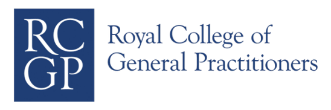 RC
GP
Royal College of
General Practitioners